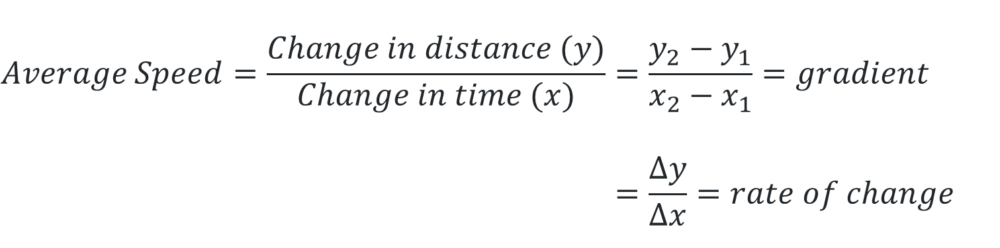 Average Speed = Change in distance (y) / Change in time (x) = y₂ − y₁ / x₂ − x₁ = gradient
= Δy / Δx = rate of change